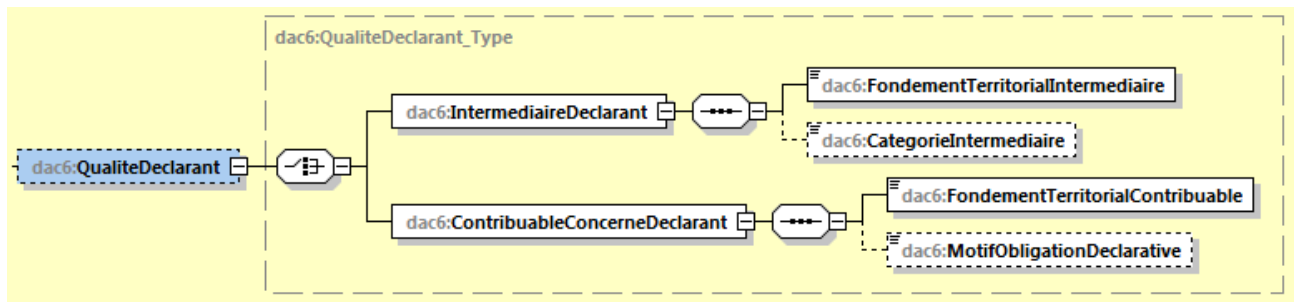 dac6:QualiteDeclarant_Type
dac6:FondementTerritorialIntermediaire
dac6:IntermediaireDeclarant
dac6:CategorieIntermediaire
dac6:QualiteDeclarant
dac6:FondementTerritorialContribuable
dac6:ContribuableConcerneDeclarant
dac6:MotifObligationDeclarative